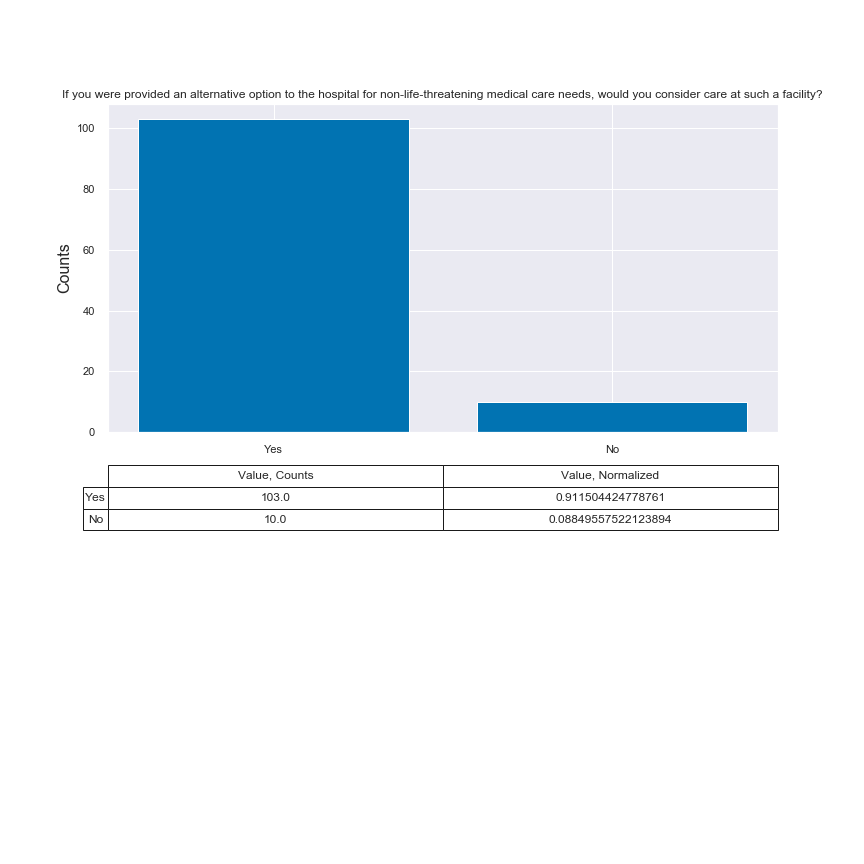 If you were provided an alternative option to the hospital for non-life-threatening medical care needs, would you consider care at such a facility?
100
80
60
40
20
0
Counts
Yes No
Value, Counts Value, Normalized
Yes 103.0 0.911504424778761
No 10.0 0.08849557522123894